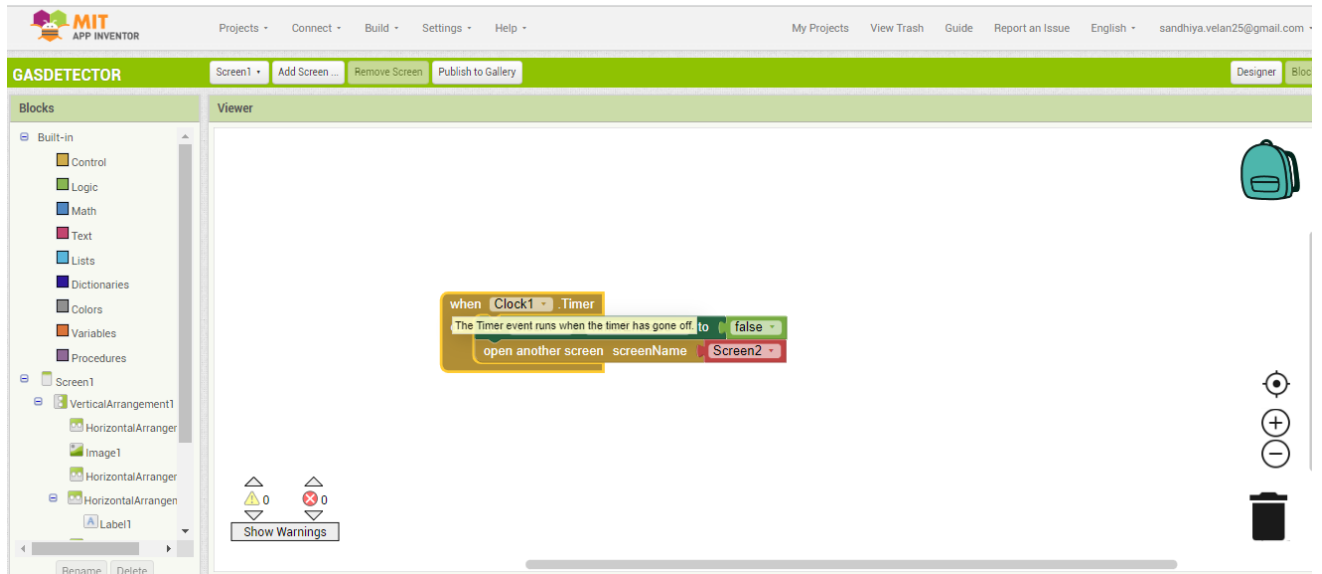 MIT
APP INVENTOR
Projects Connect Build Settings Help My Projects View Trash Guide Report an Issue English sandhiya.velan25@gmail.com
GASDETECTOR Screen1 Add Screen ... Remove Screen Publish to Gallery Designer Bloc
Blocks Viewer
Built-in
Control
Logic
Math
Text
Lists
Dictionaries
Colors
Variables
Procedures
Screen1
VerticalArrangement1
HorizontalArranger
Image1
HorizontalArranger
HorizontalArrangen
Label1
Rename Delete
when Clock1 .Timer
The Timer event runs when the timer has gone off. to false
open another screen screenName Screen2
0 0
Show Warnings